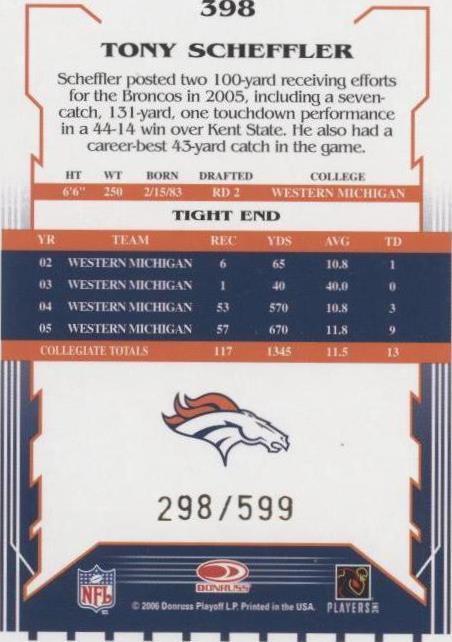 398
TONY SCHEFFLER
Scheffler posted two 100-yard receiving efforts
for the Broncos in 2005, including a seven-
catch, 131-yard, one touchdown performance
in a 44-14 win over Kent State. He also had a
career-best 43-yard catch in the game.
HT WT BORN DRAFTED COLLEGE
6'6" 250 2/15/83 RD 2 WESTERN MICHIGAN
TIGHT END
YR TEAM REC YDS AVG TD
02 WESTERN MICHIGAN 6 65 10.8 1
03 WESTERN MICHIGAN 1 40 40.0 0
04 WESTERN MICHIGAN 53 570 10.8 3
05 WESTERN MICHIGAN 57 670 11.8 9
COLLEGIATE TOTALS 117 1345 11.5 13
298/599
NFL
DONRUSS
PLAYERS INC
© 2006 Donruss Playoff L.P. Printed in the USA.